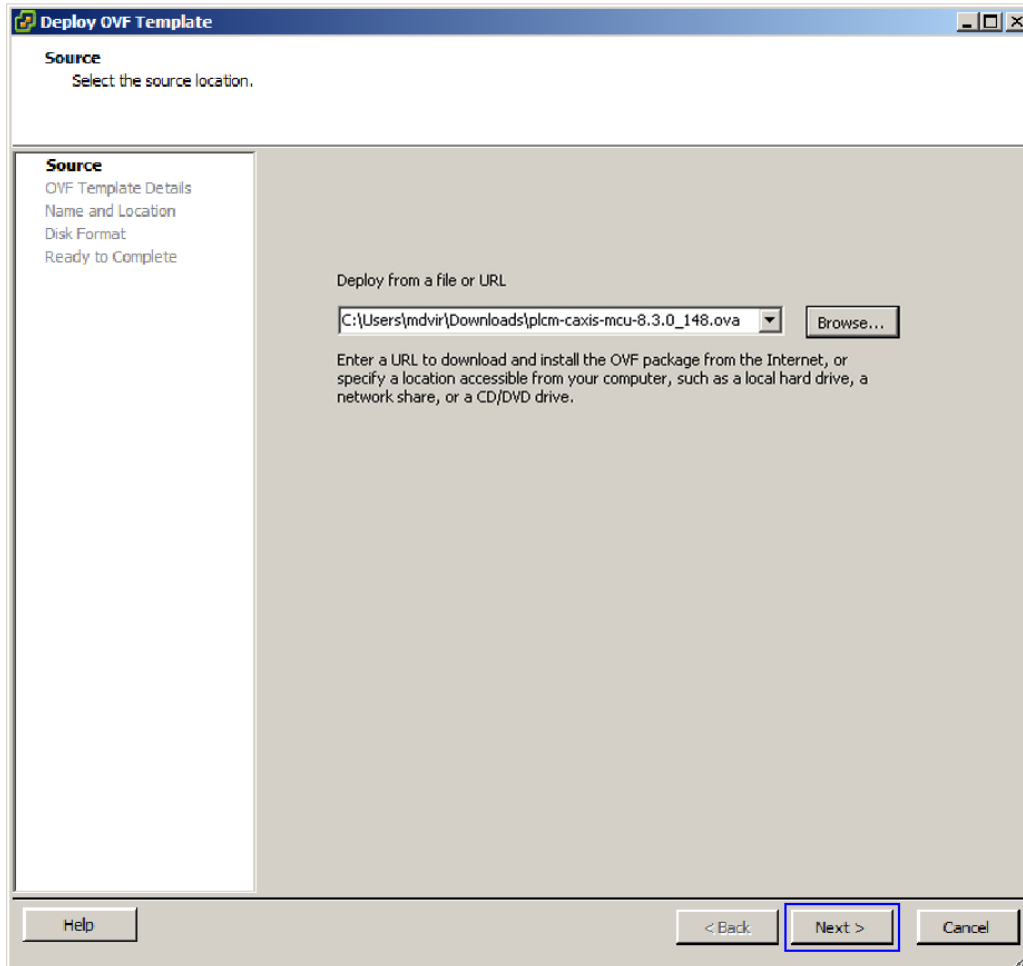 Deploy OVF Template
Source
Select the source location.
Source
OVF Template Details
Name and Location
Disk Format
Ready to Complete
Deploy from a file or URL
C:\Users\mdvir\Downloads\plcm-caxis-mcu-8.3.0_148.ova
Browse...
Enter a URL to download and install the OVF package from the Internet, or
specify a location accessible from your computer, such as a local hard drive, a
network share, or a CD/DVD drive.
Help
< Back
Next >
Cancel